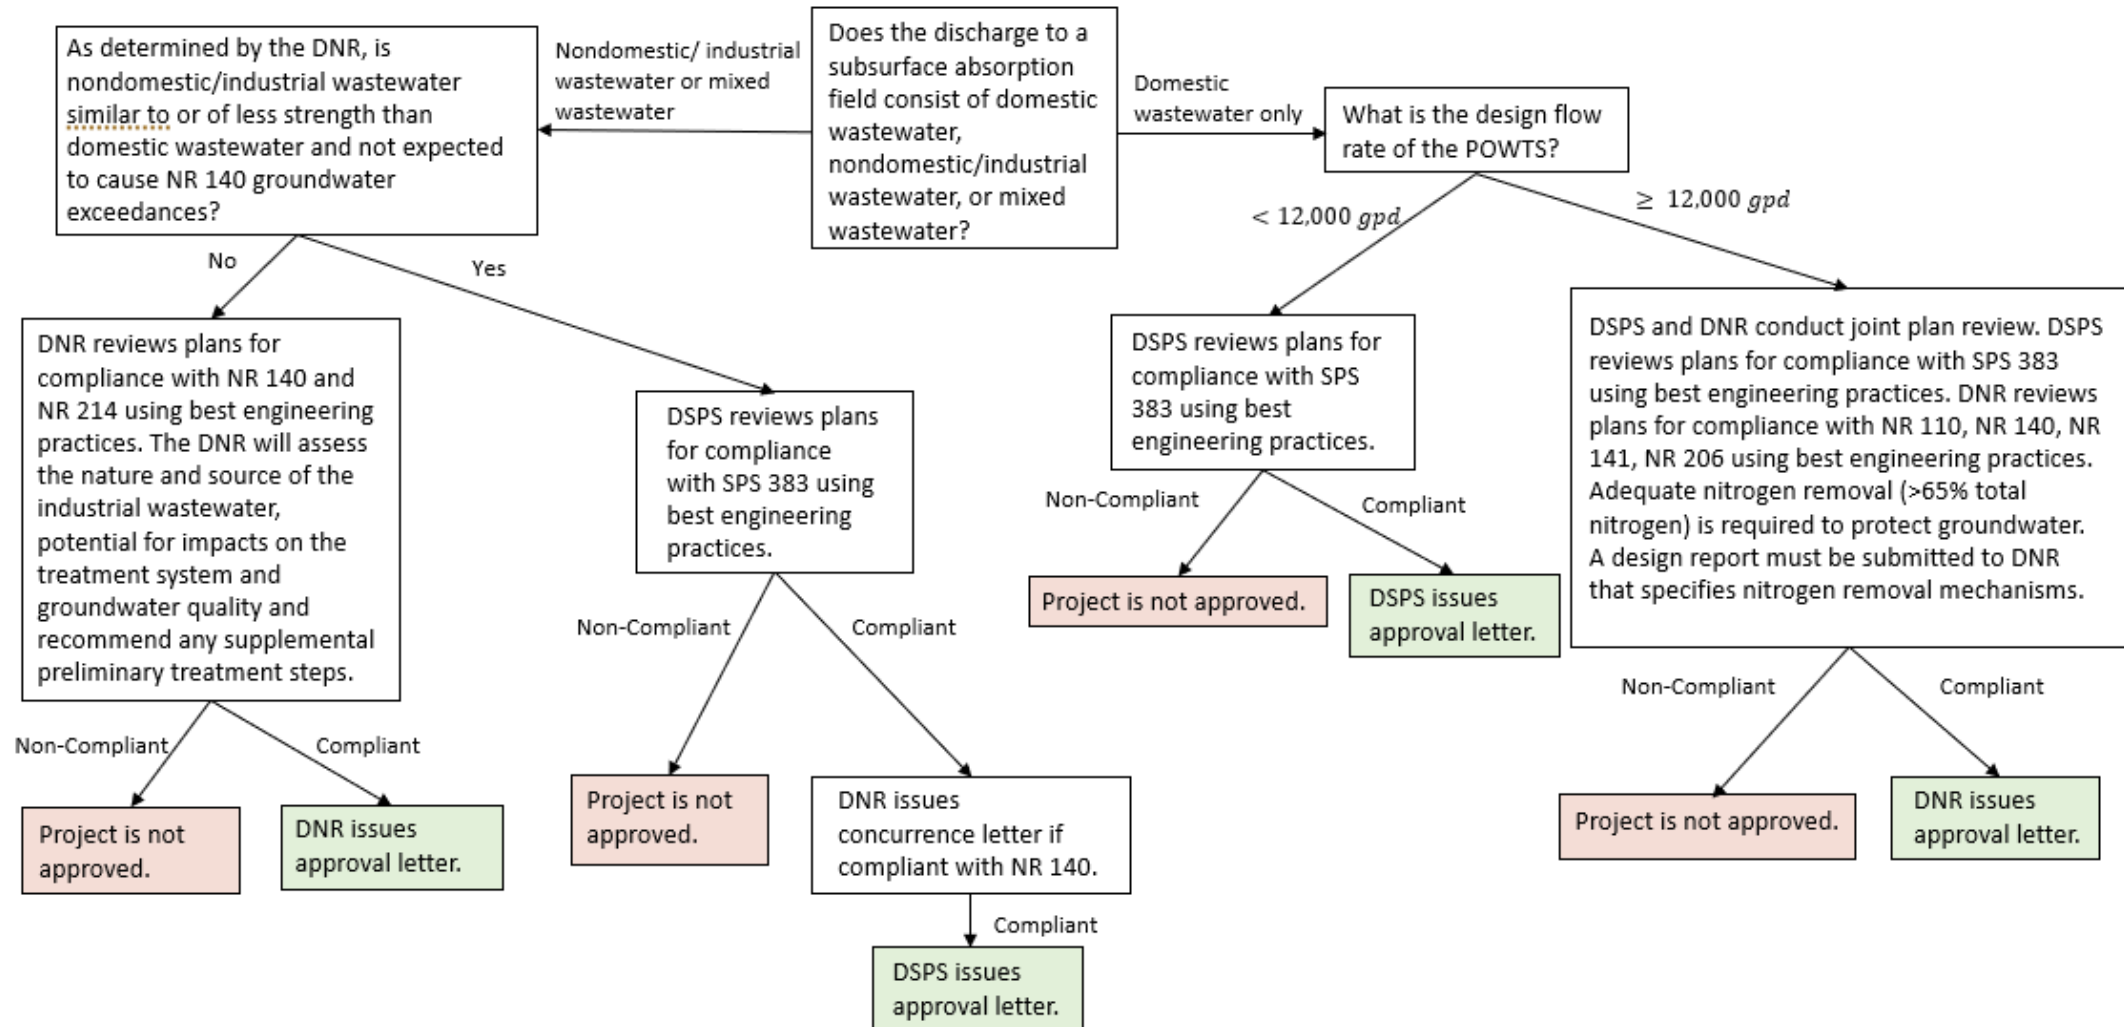 As determined by the DNR, is
nondomestic/industrial wastewater
similar to or of less strength than
domestic wastewater and not expected
to cause NR 140 groundwater
exceedances?
Nondomestic/ industrial
wastewater or mixed
wastewater
Does the discharge to a
subsurface absorption
field consist of domestic
wastewater,
nondomestic/industrial
wastewater, or mixed
wastewater?
Domestic
wastewater only
What is the design flow
rate of the POWTS?
No
Yes
< 12,000 gpd
≥ 12,000 gpd
DNR reviews plans for
compliance with NR 140 and
NR 214 using best engineering
practices. The DNR will assess
the nature and source of the
industrial wastewater,
potential for impacts on the
treatment system and
groundwater quality and
recommend any supplemental
preliminary treatment steps.
DSPS reviews plans
for compliance
with SPS 383 using
best engineering
practices.
DSPS reviews plans for
compliance with SPS
383 using best
engineering practices.
DSPS and DNR conduct joint plan review. DSPS
reviews plans for compliance with SPS 383
using best engineering practices. DNR reviews
plans for compliance with NR 110, NR 140, NR
141, NR 206 using best engineering practices.
Adequate nitrogen removal (>65% total
nitrogen) is required to protect groundwater.
A design report must be submitted to DNR
that specifies nitrogen removal mechanisms.
Non-Compliant
Compliant
Project is not
approved.
DNR issues
approval letter.
Non-Compliant
Compliant
Project is not
approved.
DNR issues
concurrence letter if
compliant with NR 140.
Compliant
DSPS issues
approval letter.
Non-Compliant
Compliant
Project is not approved.
DSPS issues
approval letter.
Non-Compliant
Compliant
Project is not approved.
DNR issues
approval letter.